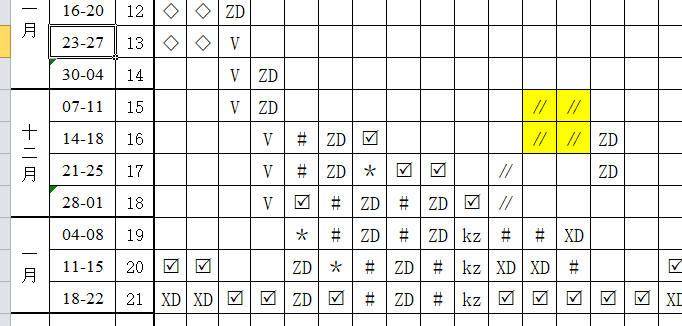 一月 16-20 12 ◇ ◇ ZD
23-27 13 ◇ ◇ V
30-04 14 V ZD
十二月 07-11 15 V ZD // //
14-18 16 V # ZD ☑ // // ZD
21-25 17 V # ZD * ☑ ☑ // ZD
28-01 18 V ☑ # ZD # ZD ☑ //
一月 04-08 19 * # ZD # ZD kz # # XD
11-15 20 ☑ ☑ ZD * # ZD # kz XD XD # ☑
18-22 21 XD XD ☑ ☑ ZD ☑ # ZD # kz ☑ ☑ ☑ ☑ ☑ XD